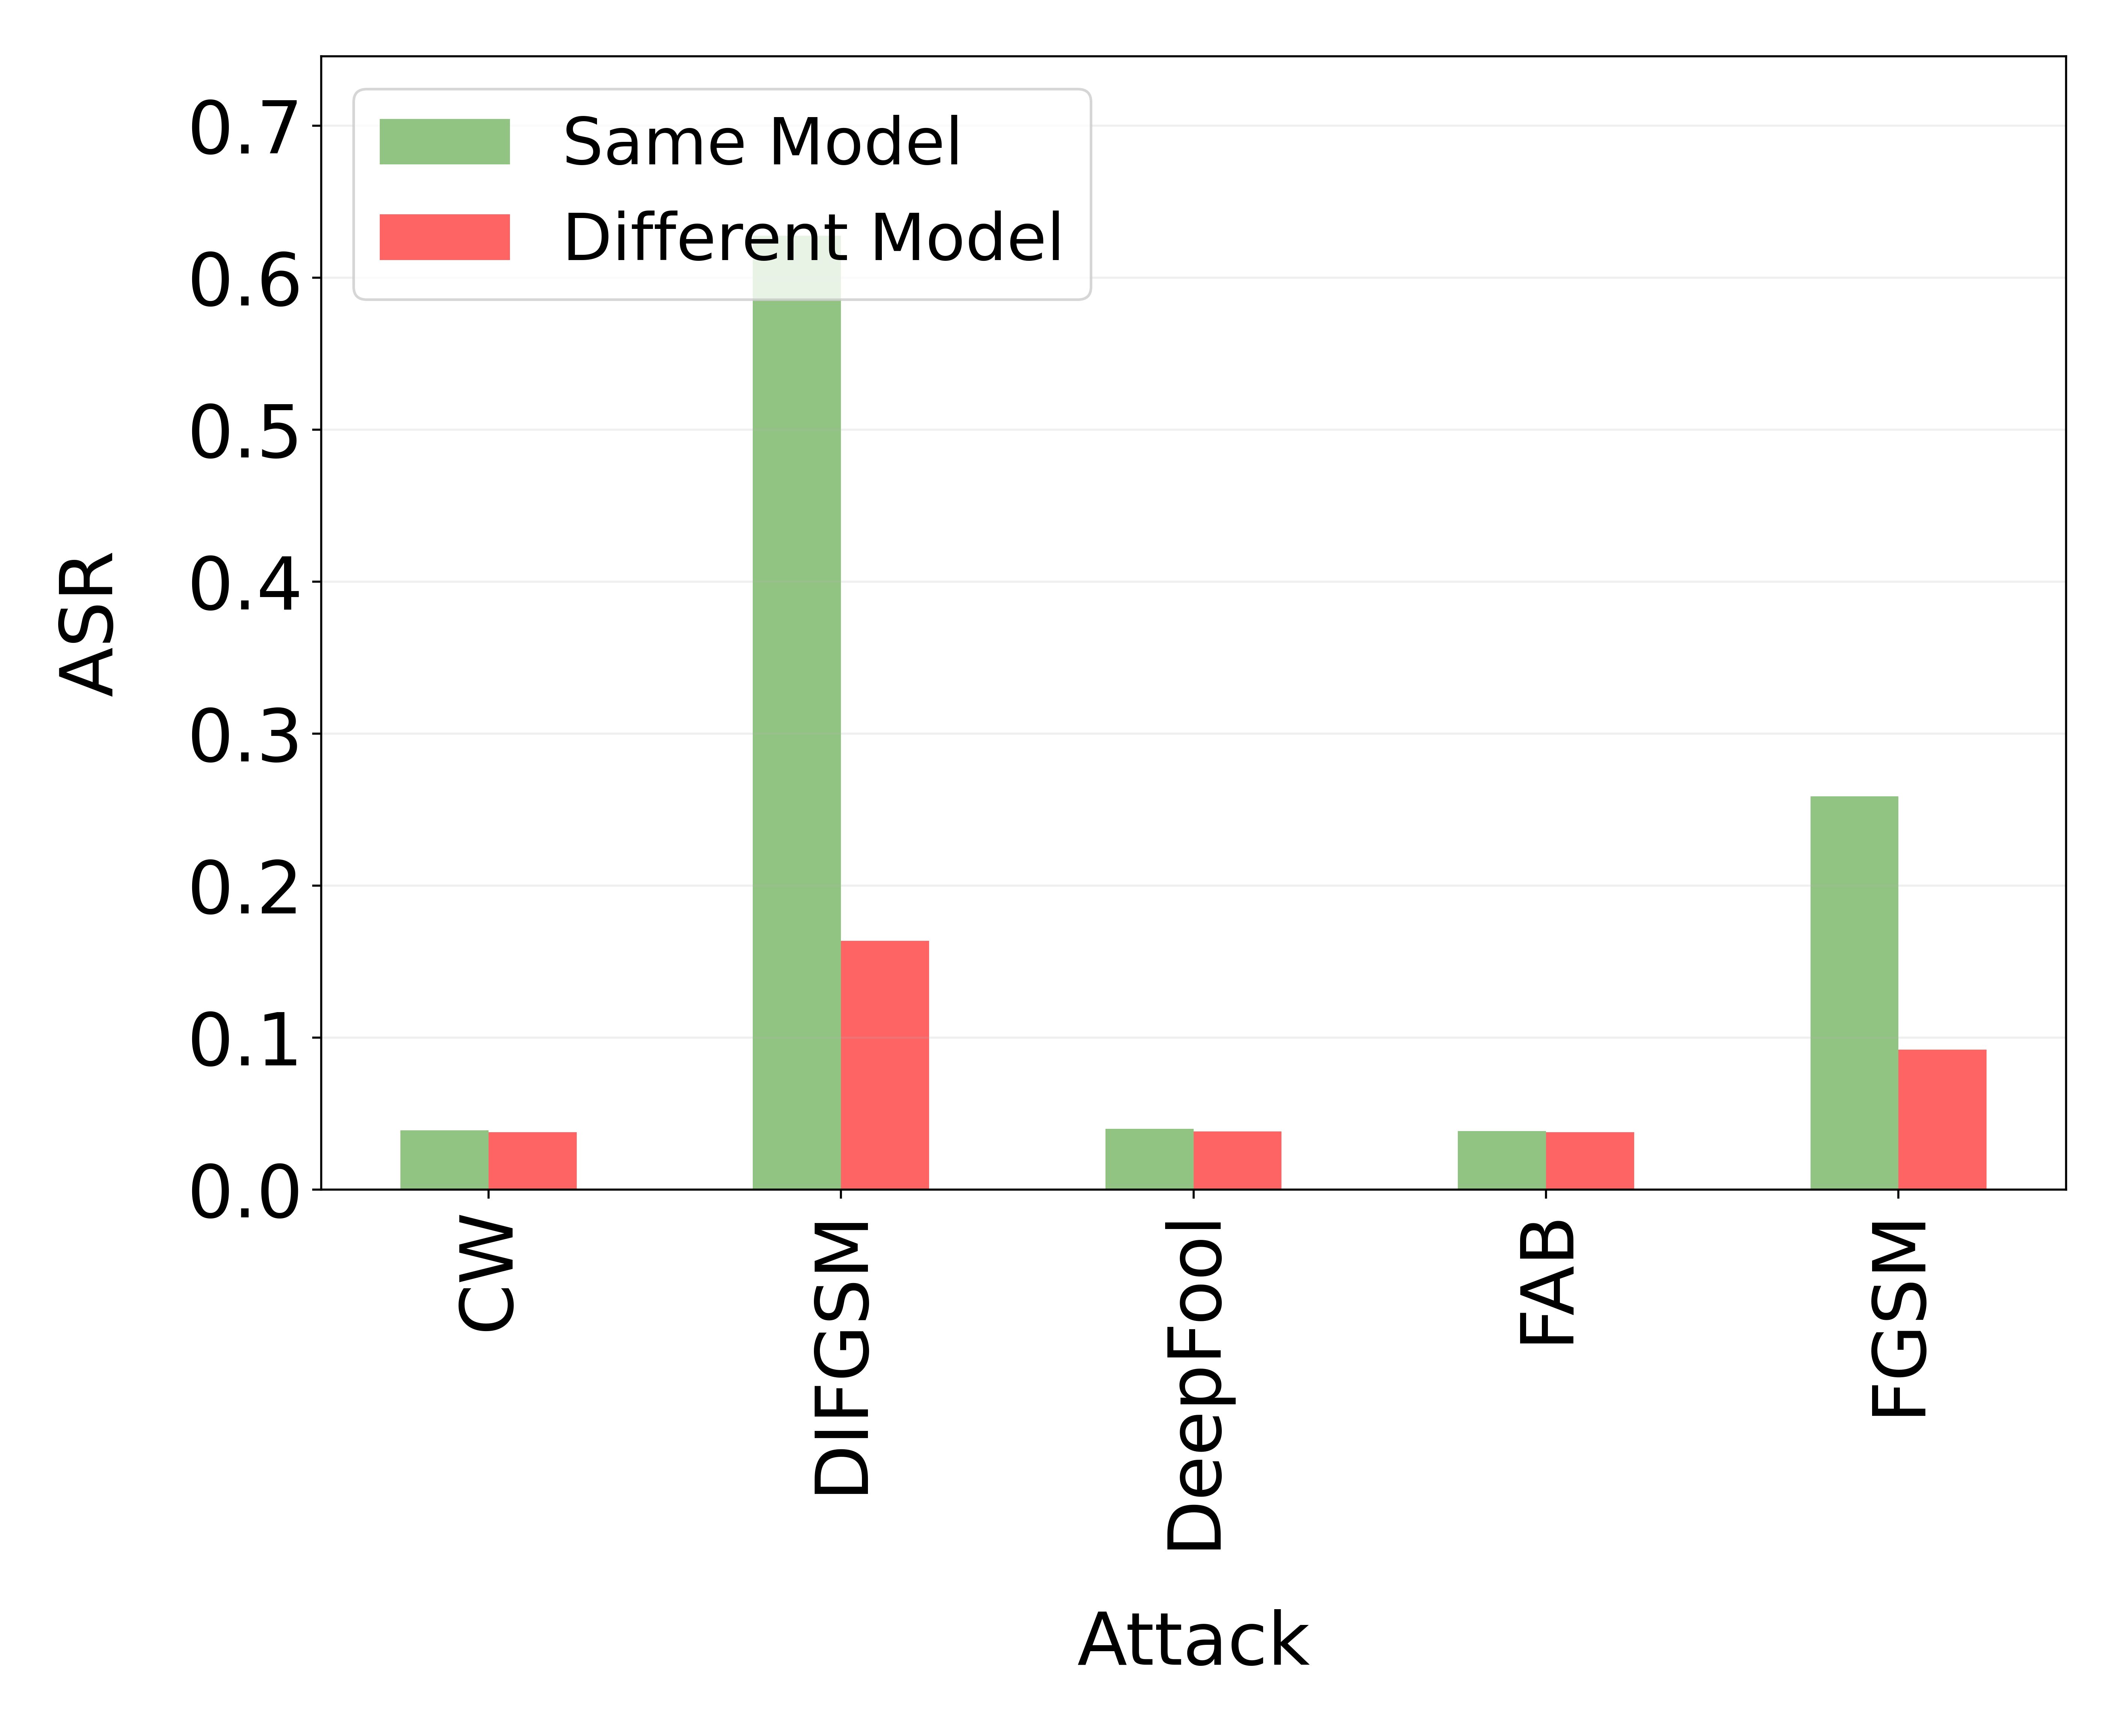 Same Model
Different Model
ASR
0.7
0.6
0.5
0.4
0.3
0.2
0.1
0.0
CW
DIFGSM
DeepFool
FAB
FGSM
Attack